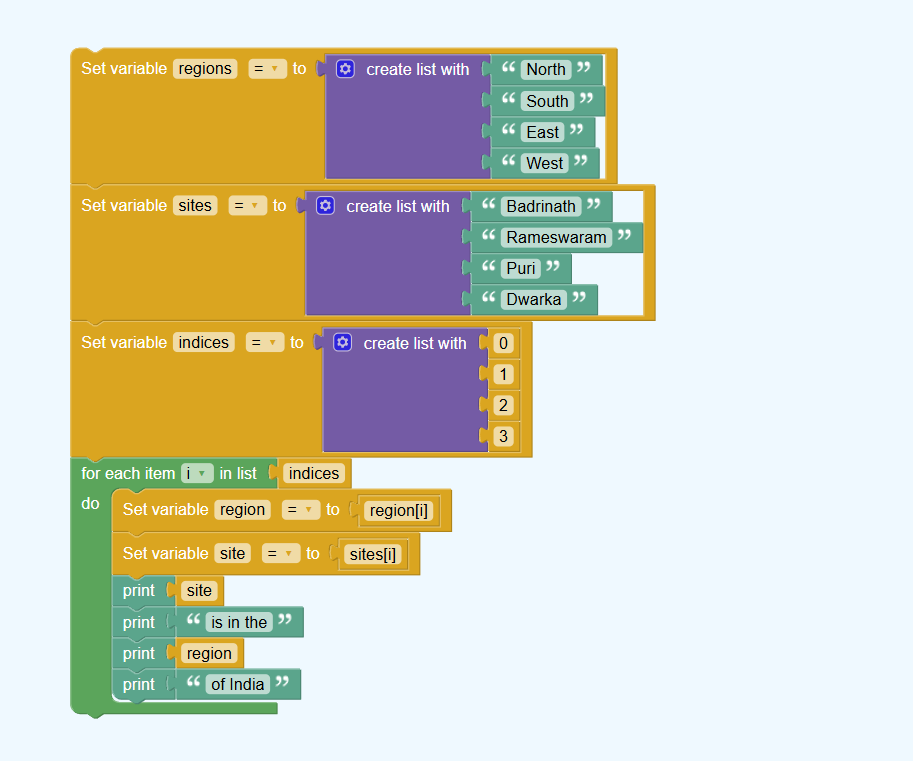 Set variable regions = to create list with “ North ”
“ South ”
“ East ”
“ West ”
Set variable sites = to create list with “ Badrinath ”
“ Rameswaram ”
“ Puri ”
“ Dwarka ”
Set variable indices = to create list with 0
1
2
3
for each item i in list indices
do
Set variable region = to region[i]
Set variable site = to sites[i]
print site
print “ is in the ”
print region
print “ of India ”